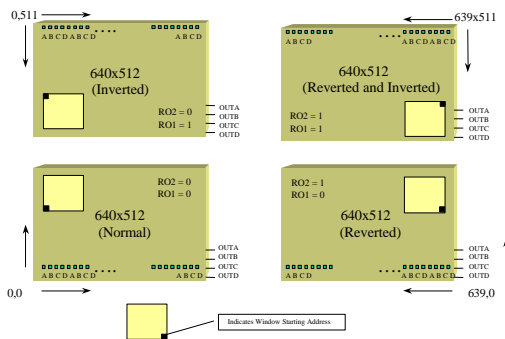 0,511
A B C D A B C D
A B C D
640x512
(Inverted)
RO2 = 0
RO1 = 1
OUTA
OUTB
OUTC
OUTD
639x511
A B C D
A B C D A B C D
640x512
(Reverted and Inverted)
RO2 = 1
RO1 = 1
OUTA
OUTB
OUTC
OUTD
RO2 = 0
RO1 = 0
640x512
(Normal)
OUTA
OUTB
OUTC
OUTD
A B C D A B C D
A B C D
0,0
RO2 = 1
RO1 = 0
640x512
(Reverted)
OUTA
OUTB
OUTC
OUTD
A B C D
A B C D A B C D
639,0
Indicates Window Starting Address